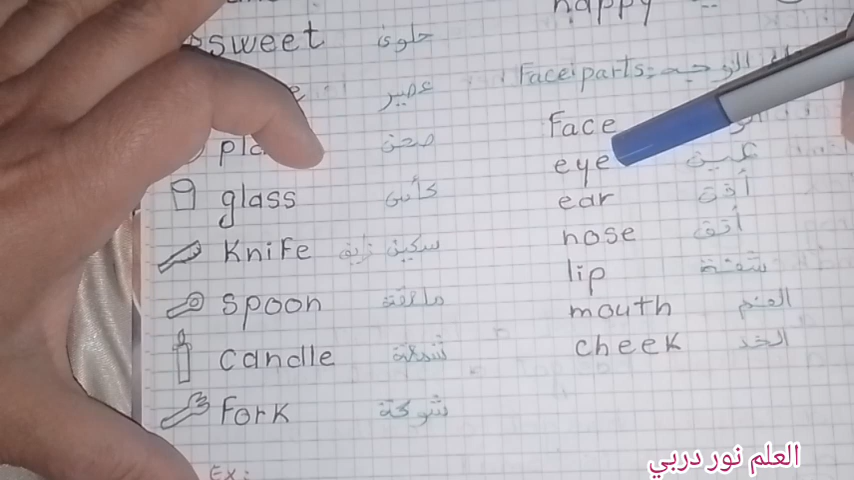 happy
sweet حلوى
عصير
صحن
glass كأس
Knife سكين
spoon ملعقة
candle شمعة
Fork شوكة
Ex:
Face parts:
Face
eye عين
ear أذن
nose أنف
lip شفة
mouth الفم
cheek الخد
العلم نور دربي